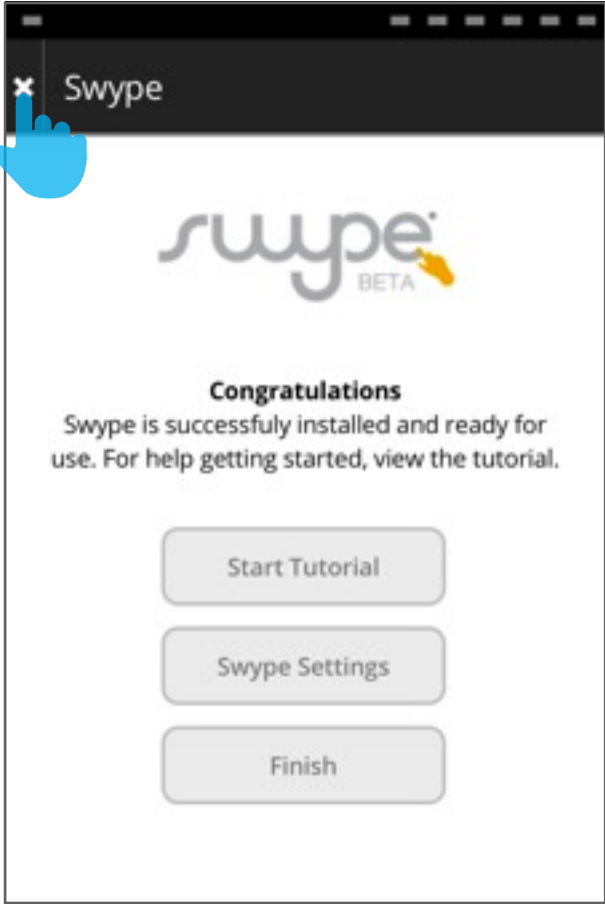 Swype
swype
BETA
Congratulations
Swype is successfuly installed and ready for
use. For help getting started, view the tutorial.
Start Tutorial
Swype Settings
Finish